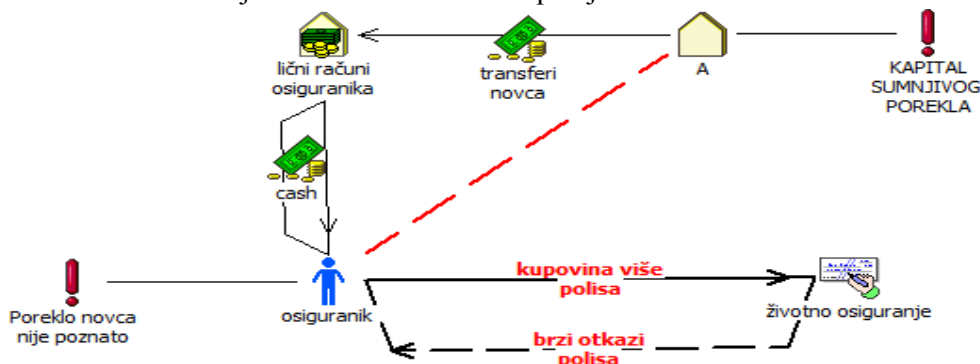 lični računi
osiguranika
transferi
novca
A
KAPITAL
SUMNJIVOG
POREKLA
cash
Poreklo novca
nije poznato
osiguranik
kupovina više
polisa
životno osiguranje
brzi otkazi
polisa